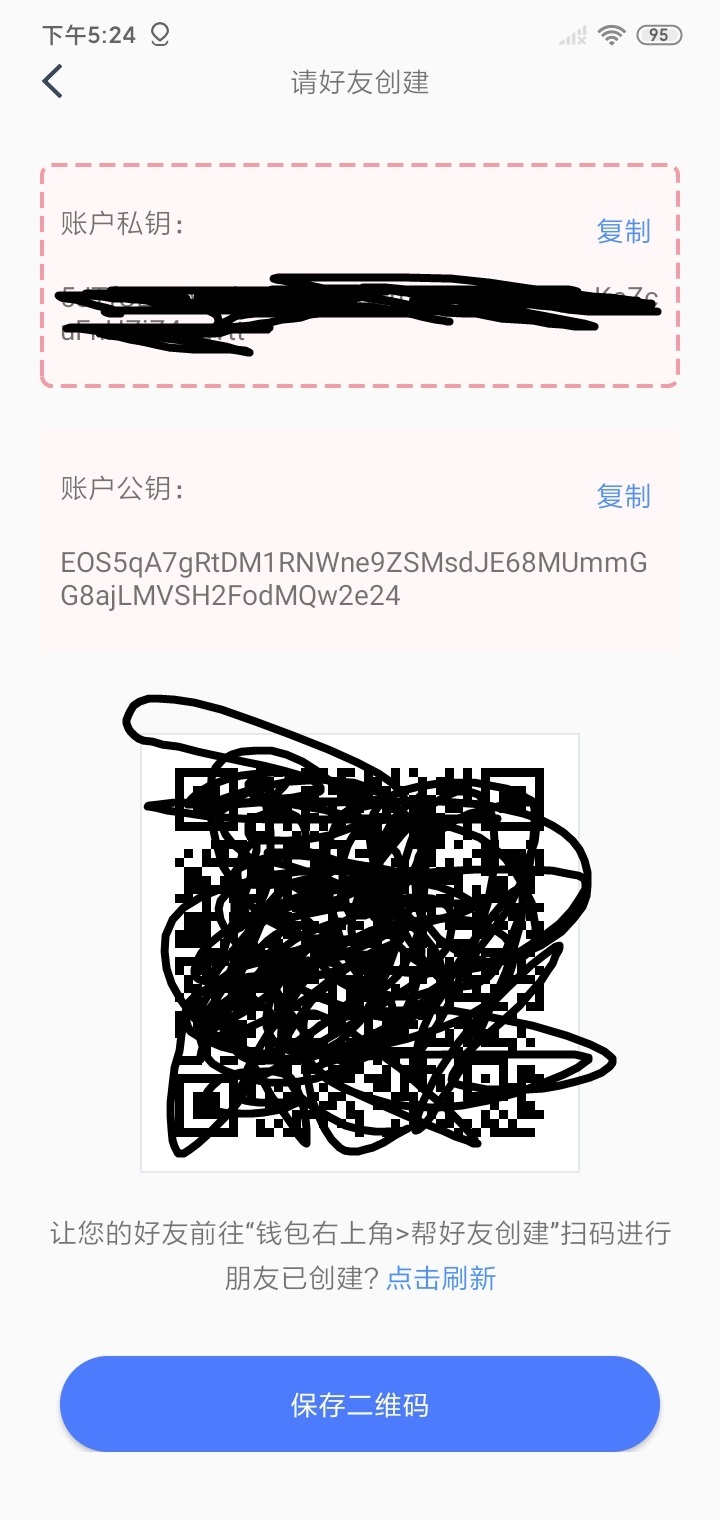 下午5:24
95
请好友创建
账户私钥：
复制
账户公钥：
复制
EOS5qA7gRtDM1RNWne9ZSMsdJE68MUmmG
G8ajLMVSH2FodMQw2e24
让您的好友前往“钱包右上角>帮好友创建”扫码进行
朋友已创建? 点击刷新
保存二维码